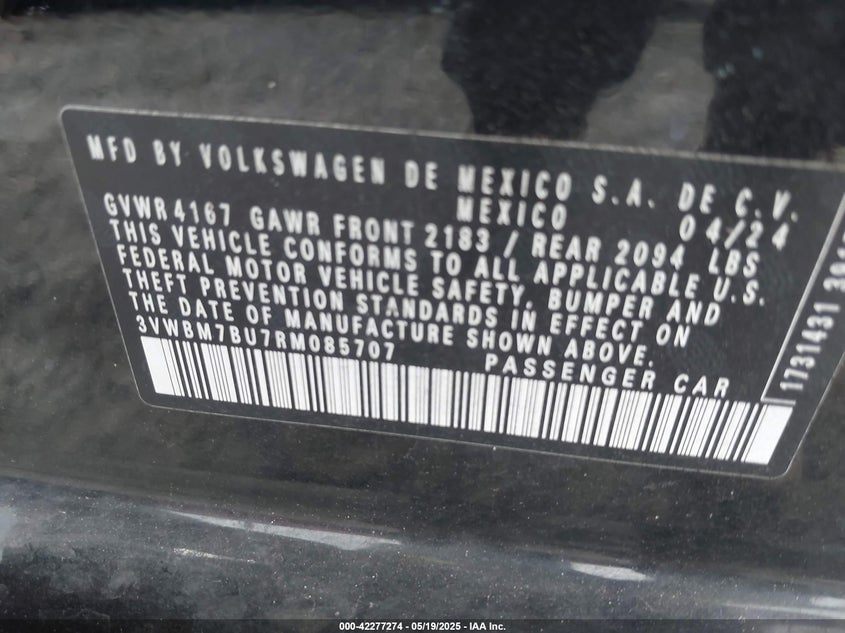 MFD BY VOLKSWAGEN DE MEXICO S.A. DE C.V.
MEXICO 04/24
GVWR 4167 GAWR FRONT 2183 / REAR 2094 LBS
THIS VEHICLE CONFORMS TO ALL APPLICABLE U.S.
FEDERAL MOTOR VEHICLE SAFETY, BUMPER AND
THEFT PREVENTION STANDARDS IN EFFECT ON
THE DATE OF MANUFACTURE SHOWN ABOVE.
3VWBM7BU7RM085707 PASSENGER CAR
1731431
000-42277274 - 05/19/2025 - IAA Inc.